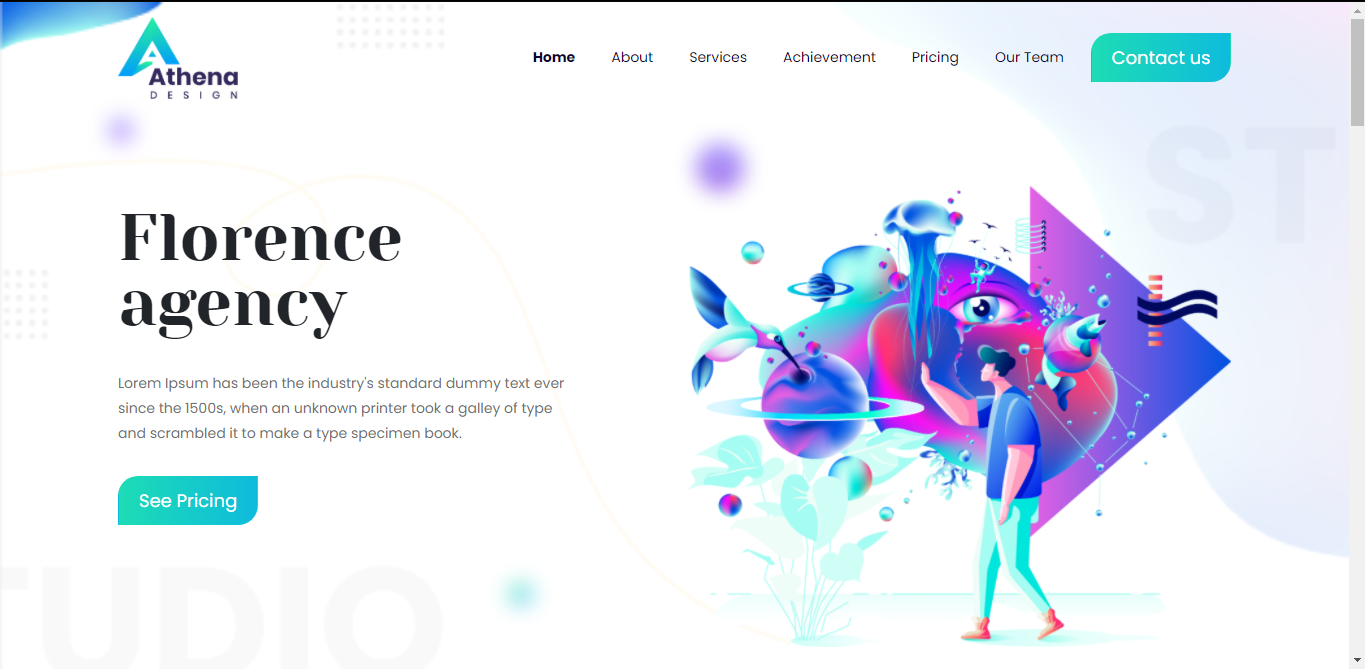 Athena
DESIGN
Home About Services Achievement Pricing Our Team Contact us
ST
Florence
agency
Lorem Ipsum has been the industry's standard dummy text ever
since the 1500s, when an unknown printer took a galley of type
and scrambled it to make a type specimen book.
See Pricing
TUDIO